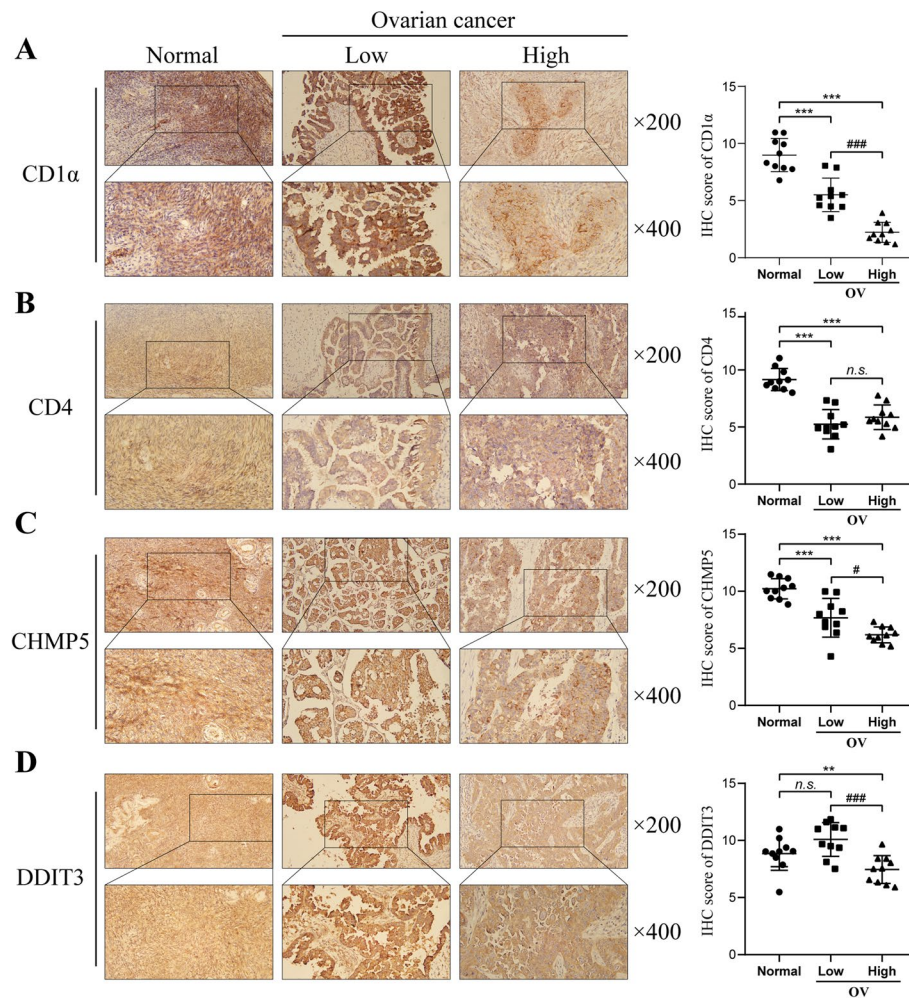 Ovarian cancer
Normal Low High
A
CD1α
×200
×400
IHC score of CD1α
15
10
5
0
***
***
###
Normal Low High
OV
B
CD4
×200
×400
IHC score of CD4
15
10
5
0
***
***
n.s.
Normal Low High
OV
C
CHMP5
×200
×400
IHC score of CHMP5
15
10
5
0
***
***
#
Normal Low High
OV
D
DDIT3
×200
×400
IHC score of DDIT3
15
10
5
0
**
n.s.
###
Normal Low High
OV